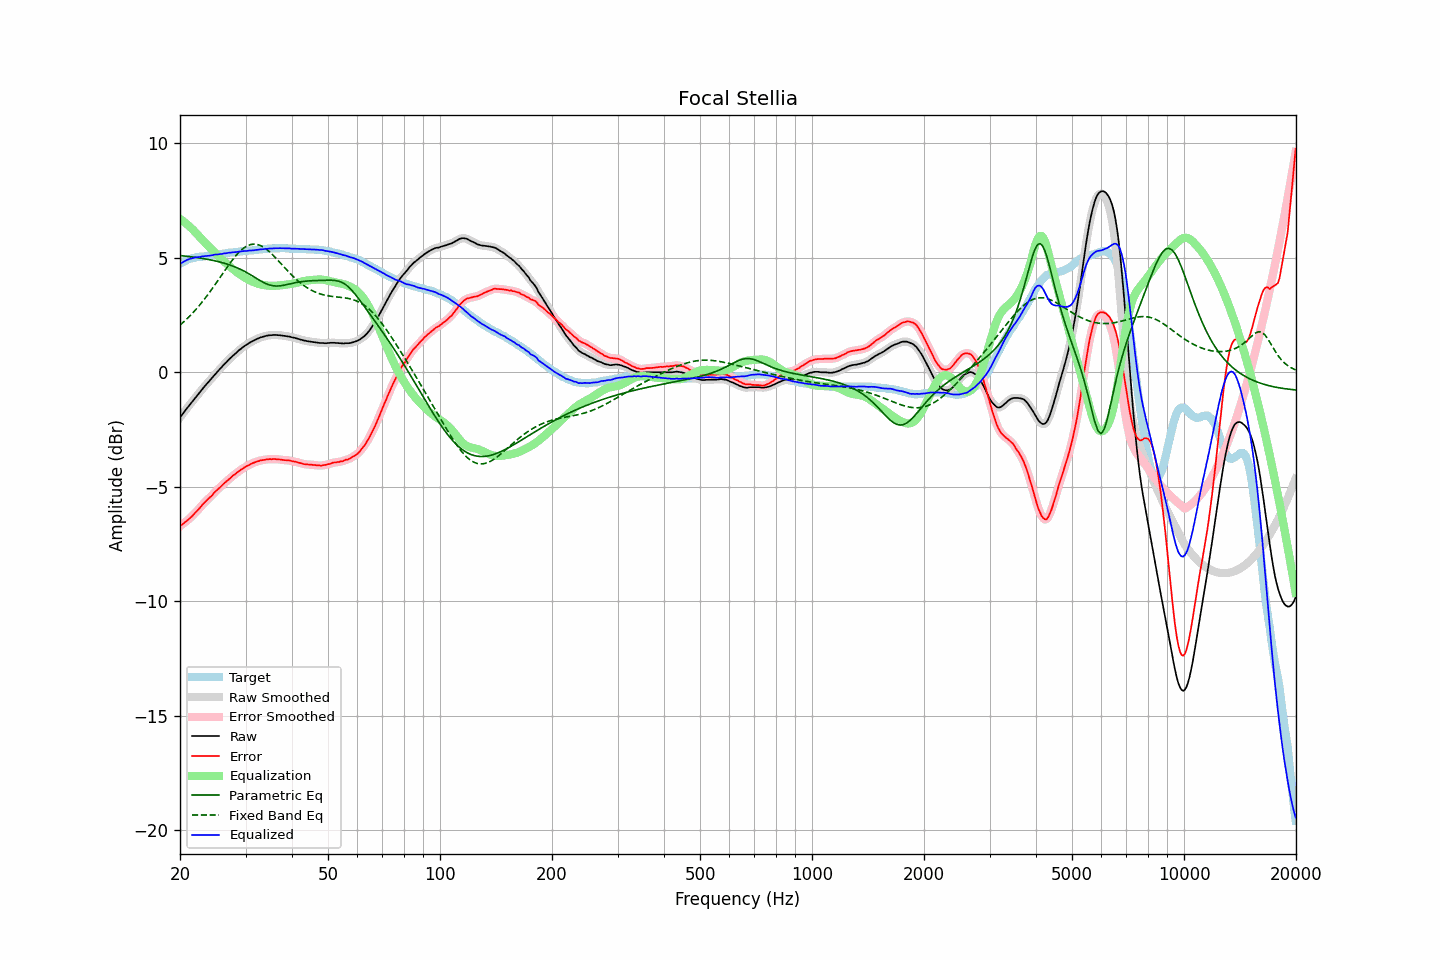 Focal Stellia
10
5
0
−5
−10
−15
−20
Amplitude (dBr)
Target
Raw Smoothed
Error Smoothed
Raw
Error
Equalization
Parametric Eq
Fixed Band Eq
Equalized
20 50 100 200 500 1000 2000 5000 10000 20000
Frequency (Hz)